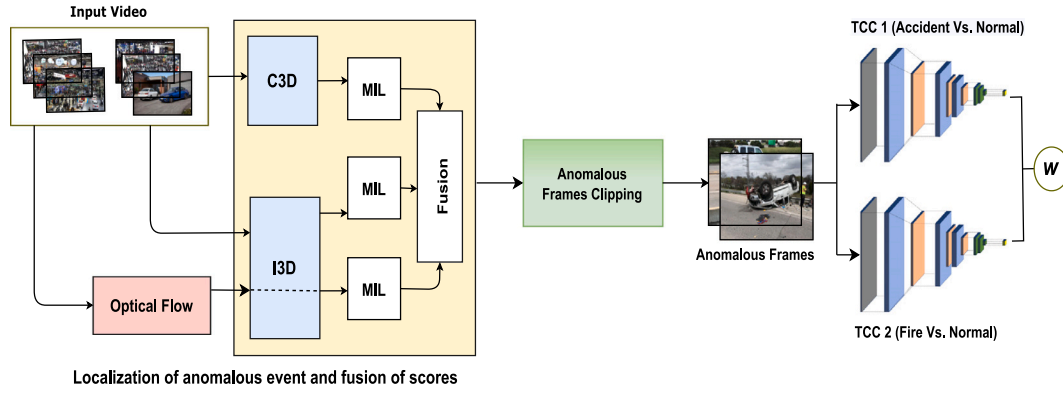 Input Video
C3D
MIL
MIL
I3D
MIL
Fusion
Optical Flow
Localization of anomalous event and fusion of scores
Anomalous
Frames Clipping
Anomalous Frames
TCC 1 (Accident Vs. Normal)
TCC 2 (Fire Vs. Normal)
W